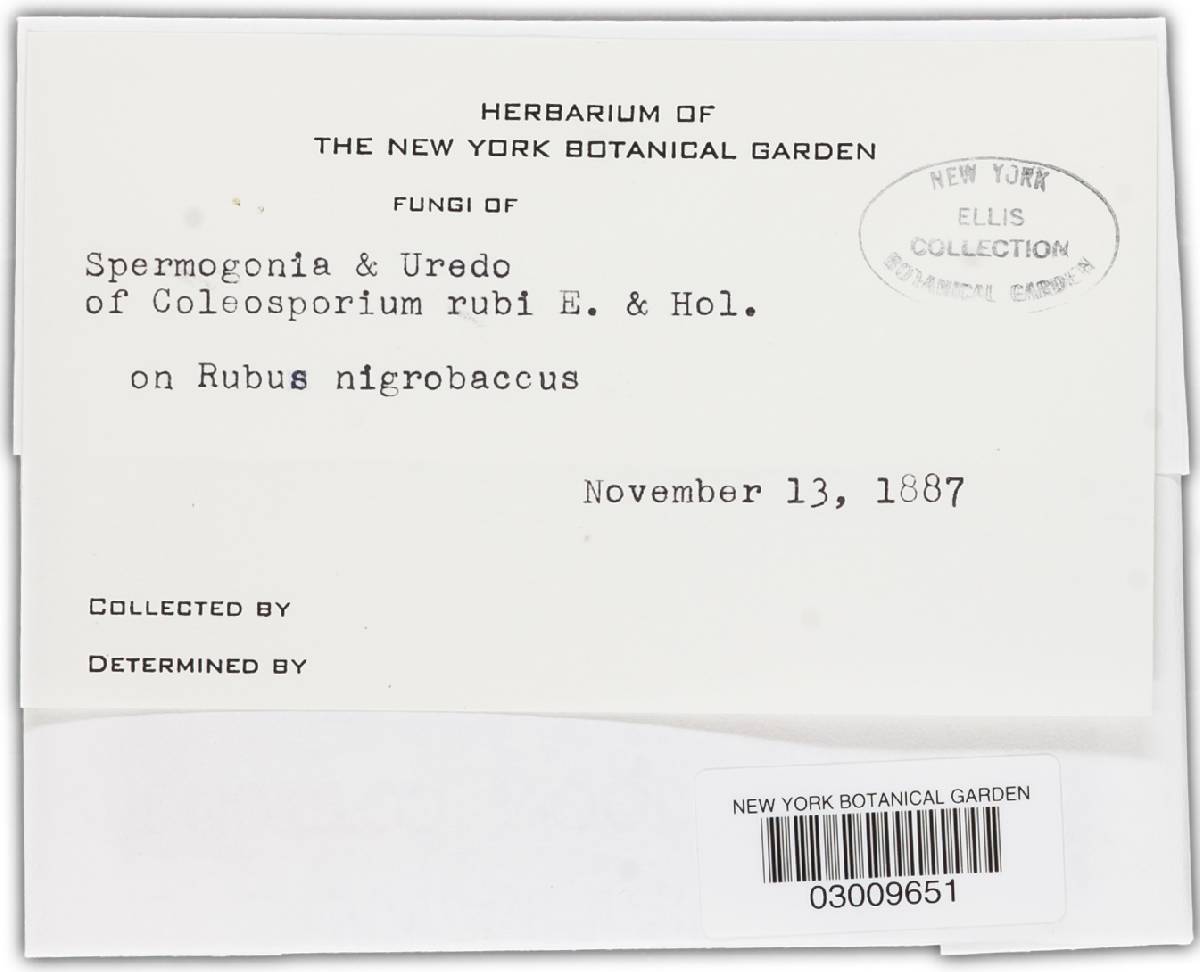 HERBARIUM OF
THE NEW YORK BOTANICAL GARDEN
FUNGI OF
NEW YORK
ELLIS
COLLECTION
BOTANICAL GARDEN
Spermogonia & Uredo
of Coleosporium rubi E. & Hol.
on Rubus nigrobaccus
November 13, 1887
COLLECTED BY
DETERMINED BY
NEW YORK BOTANICAL GARDEN
03009651